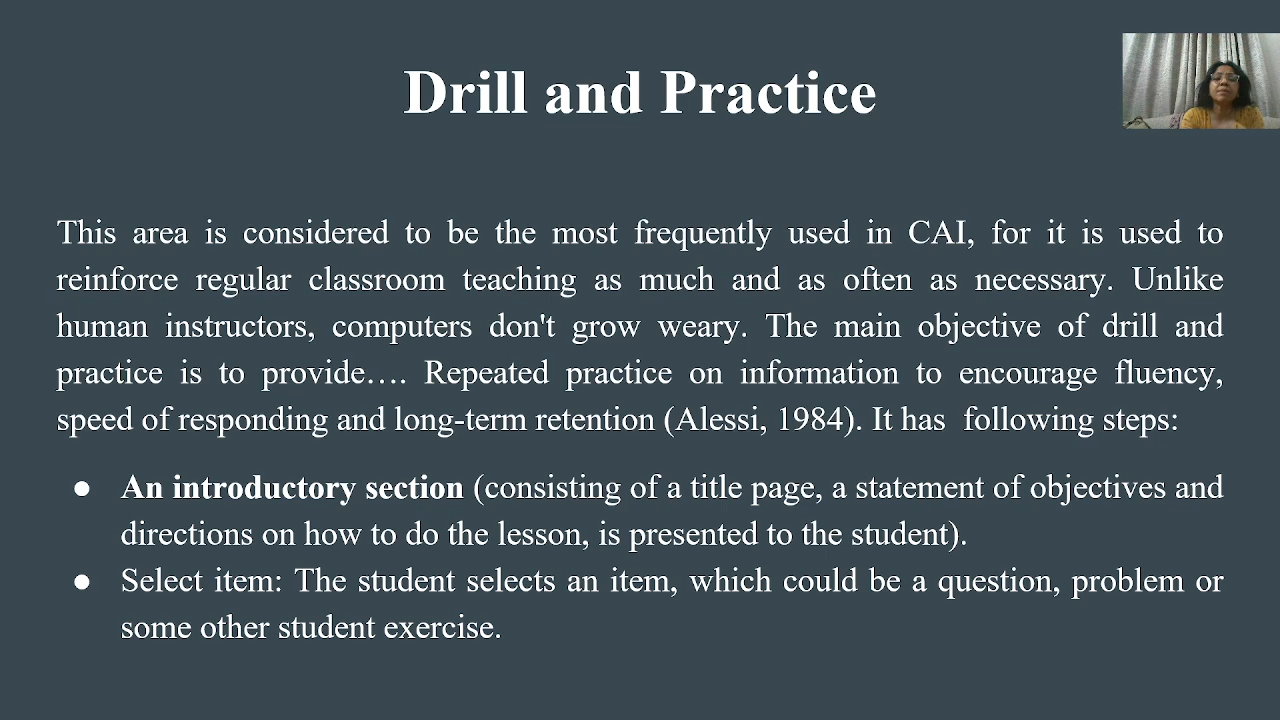 Drill and Practice
This area is considered to be the most frequently used in CAI, for it is used to
reinforce regular classroom teaching as much and as often as necessary. Unlike
human instructors, computers don't grow weary. The main objective of drill and
practice is to provide…. Repeated practice on information to encourage fluency,
speed of responding and long-term retention (Alessi, 1984). It has  following steps:
● An introductory section (consisting of a title page, a statement of objectives and
directions on how to do the lesson, is presented to the student).
● Select item: The student selects an item, which could be a question, problem or
some other student exercise.